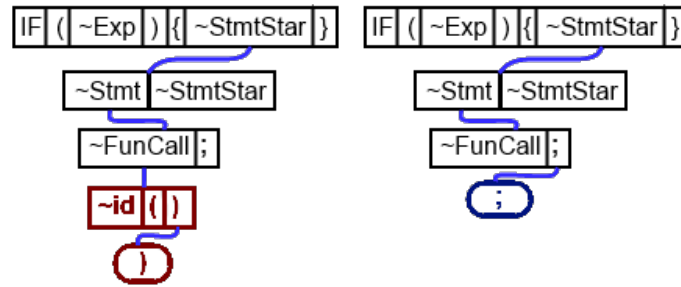 IF ( ~Exp ) { ~StmtStar }
~Stmt ~StmtStar
~FunCall ;
~id ( )
)
IF ( ~Exp ) { ~StmtStar }
~Stmt ~StmtStar
~FunCall ;
;